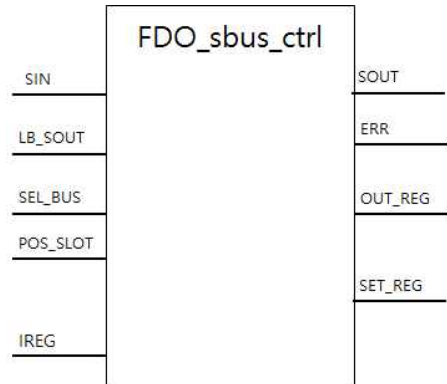 FDO_sbus_ctrl
SIN
SOUT
LB_SOUT
ERR
SEL_BUS
OUT_REG
POS_SLOT
SET_REG
IREG